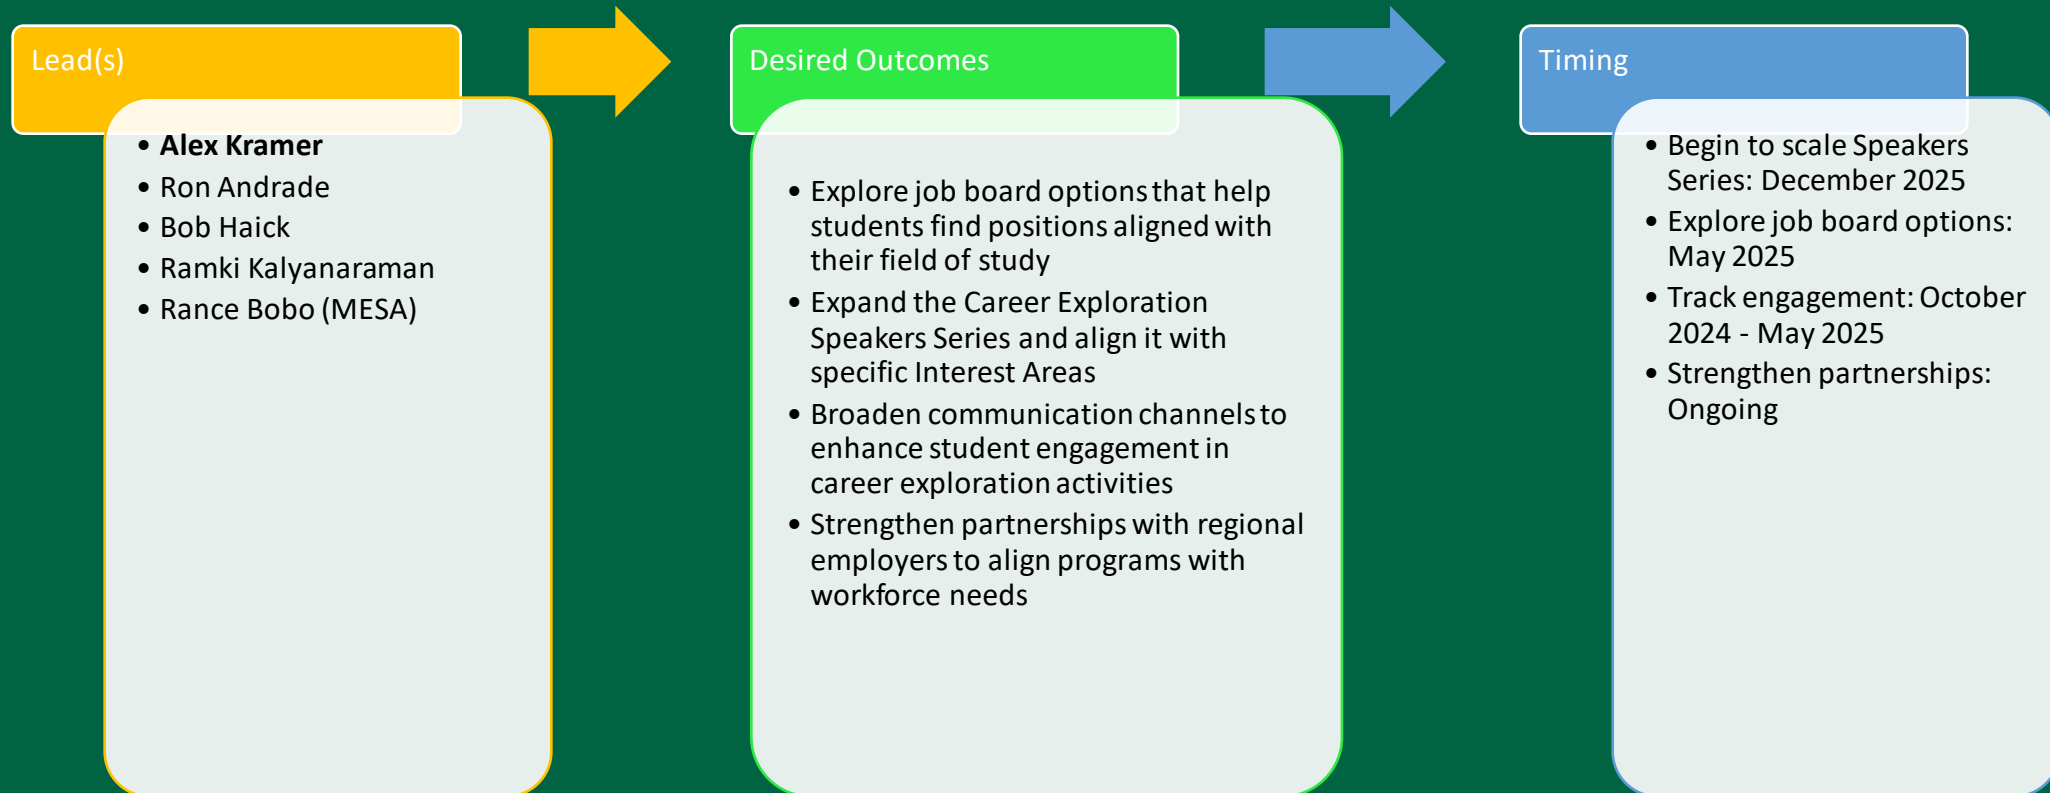 Lead(s)
• Alex Kramer
• Ron Andrade
• Bob Haick
• Ramki Kalyanaraman
• Rance Bobo (MESA)
Desired Outcomes
• Explore job board options that help
students find positions aligned with
their field of study
• Expand the Career Exploration
Speakers Series and align it with
specific Interest Areas
• Broaden communication channels to
enhance student engagement in
career exploration activities
• Strengthen partnerships with regional
employers to align programs with
workforce needs
Timing
• Begin to scale Speakers
Series: December 2025
• Explore job board options:
May 2025
• Track engagement: October
2024 - May 2025
• Strengthen partnerships:
Ongoing